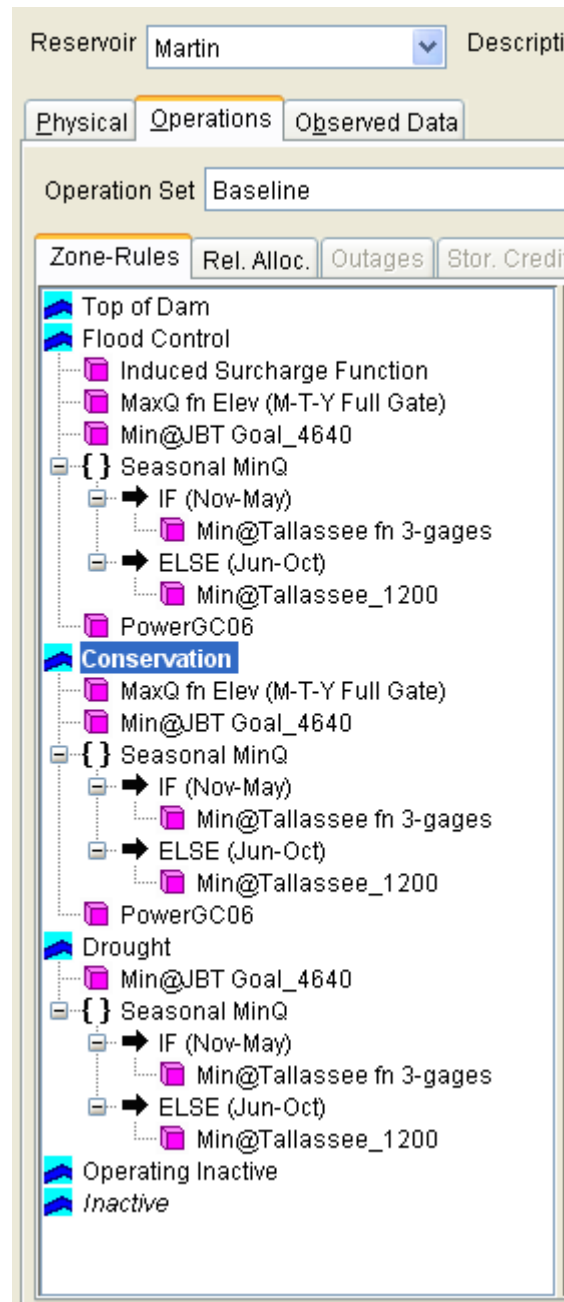 Reservoir Martin Descripti
Physical Operations Observed Data
Operation Set Baseline
Zone-Rules Rel. Alloc. Outages Stor. Credi
Top of Dam
Flood Control
Induced Surcharge Function
MaxQ fn Elev (M-T-Y Full Gate)
Min@JBT Goal_4640
{ } Seasonal MinQ
IF (Nov-May)
Min@Tallassee fn 3-gages
ELSE (Jun-Oct)
Min@Tallassee_1200
PowerGC06
Conservation
MaxQ fn Elev (M-T-Y Full Gate)
Min@JBT Goal_4640
{ } Seasonal MinQ
IF (Nov-May)
Min@Tallassee fn 3-gages
ELSE (Jun-Oct)
Min@Tallassee_1200
PowerGC06
Drought
Min@JBT Goal_4640
{ } Seasonal MinQ
IF (Nov-May)
Min@Tallassee fn 3-gages
ELSE (Jun-Oct)
Min@Tallassee_1200
Operating Inactive
Inactive